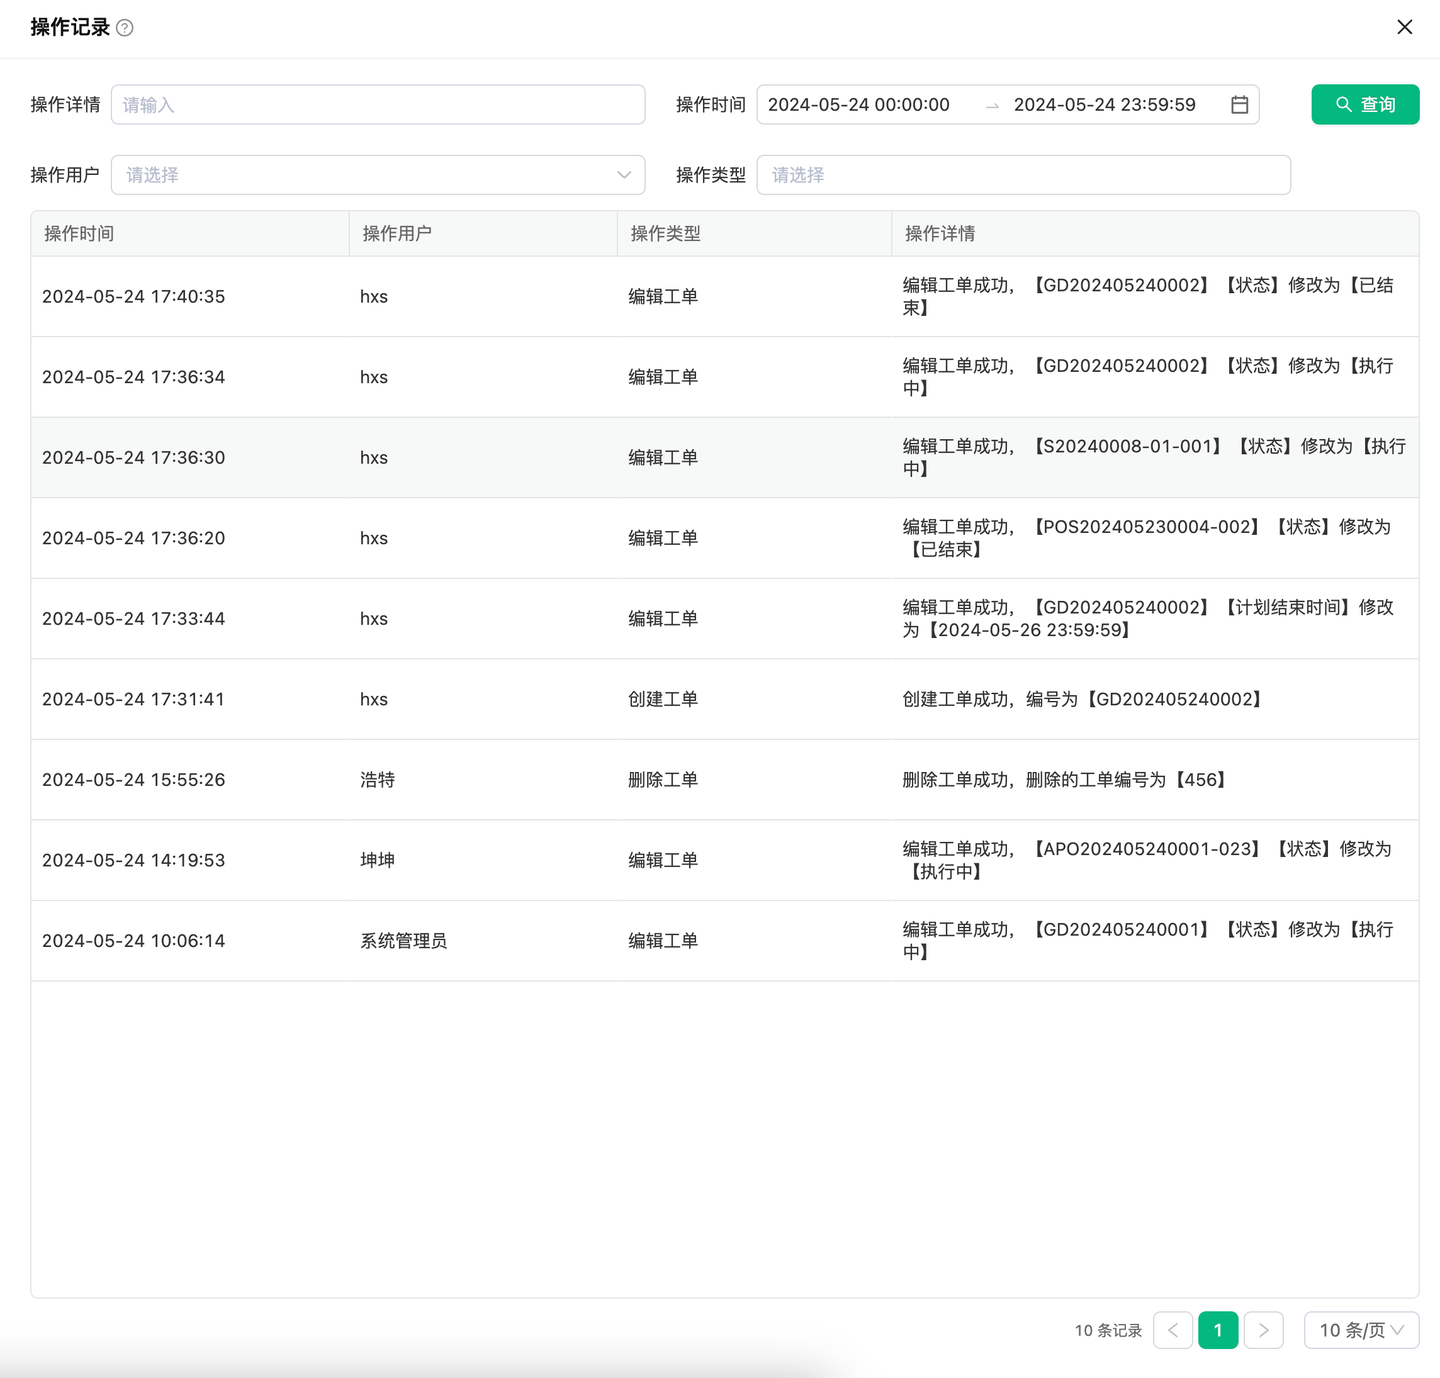 操作记录
操作详情 请输入 操作时间 2024-05-24 00:00:00 → 2024-05-24 23:59:59 查询
操作用户 请选择 操作类型 请选择
操作时间 操作用户 操作类型 操作详情
2024-05-24 17:40:35 hxs 编辑工单 编辑工单成功，【GD202405240002】【状态】修改为【已结
束】
2024-05-24 17:36:34 hxs 编辑工单 编辑工单成功，【GD202405240002】【状态】修改为【执行
中】
2024-05-24 17:36:30 hxs 编辑工单 编辑工单成功，【S20240008-01-001】【状态】修改为【执行
中】
2024-05-24 17:36:20 hxs 编辑工单 编辑工单成功，【POS202405230004-002】【状态】修改为
【已结束】
2024-05-24 17:33:44 hxs 编辑工单 编辑工单成功，【GD202405240002】【计划结束时间】修改
为【2024-05-26 23:59:59】
2024-05-24 17:31:41 hxs 创建工单 创建工单成功，编号为【GD202405240002】
2024-05-24 15:55:26 浩特 删除工单 删除工单成功，删除的工单编号为【456】
2024-05-24 14:19:53 坤坤 编辑工单 编辑工单成功，【APO202405240001-023】【状态】修改为
【执行中】
2024-05-24 10:06:14 系统管理员 编辑工单 编辑工单成功，【GD202405240001】【状态】修改为【执行
中】
10 条记录 1 10 条/页